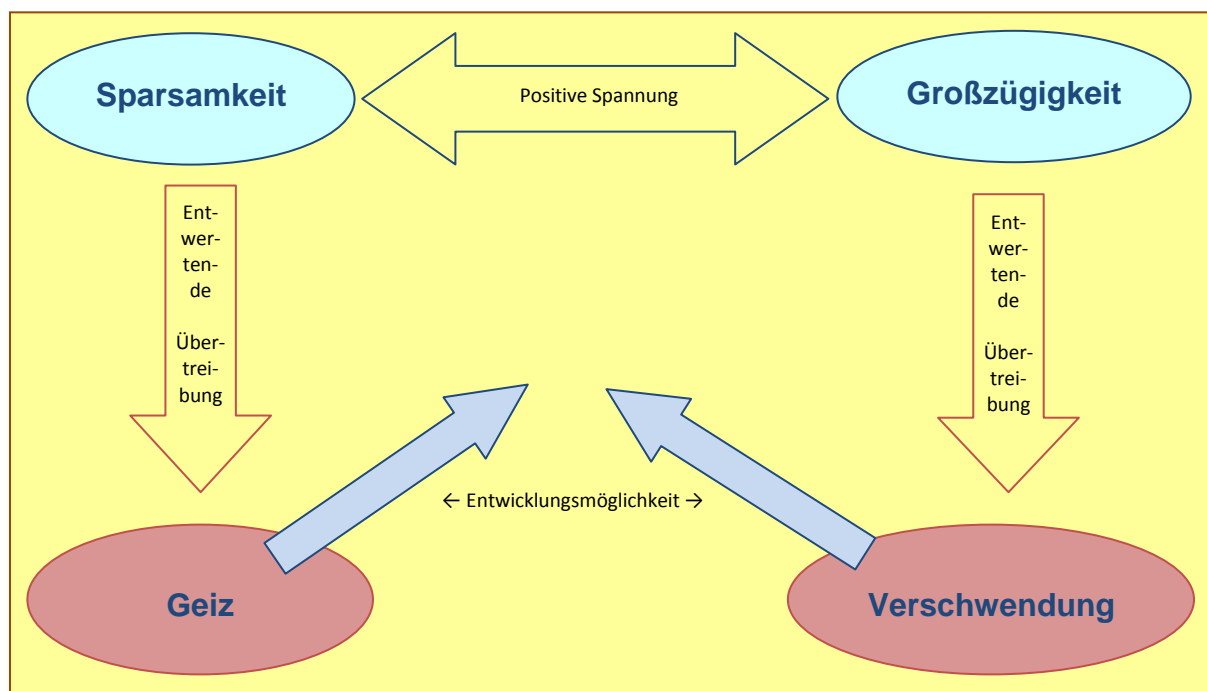 Sparsamkeit
Positive Spannung
Großzügigkeit
Ent-
wer-
ten-
de
Über-
trei-
bung
Ent-
wer-
ten-
de
Über-
trei-
bung
← Entwicklungsmöglichkeit →
Geiz
Verschwendung